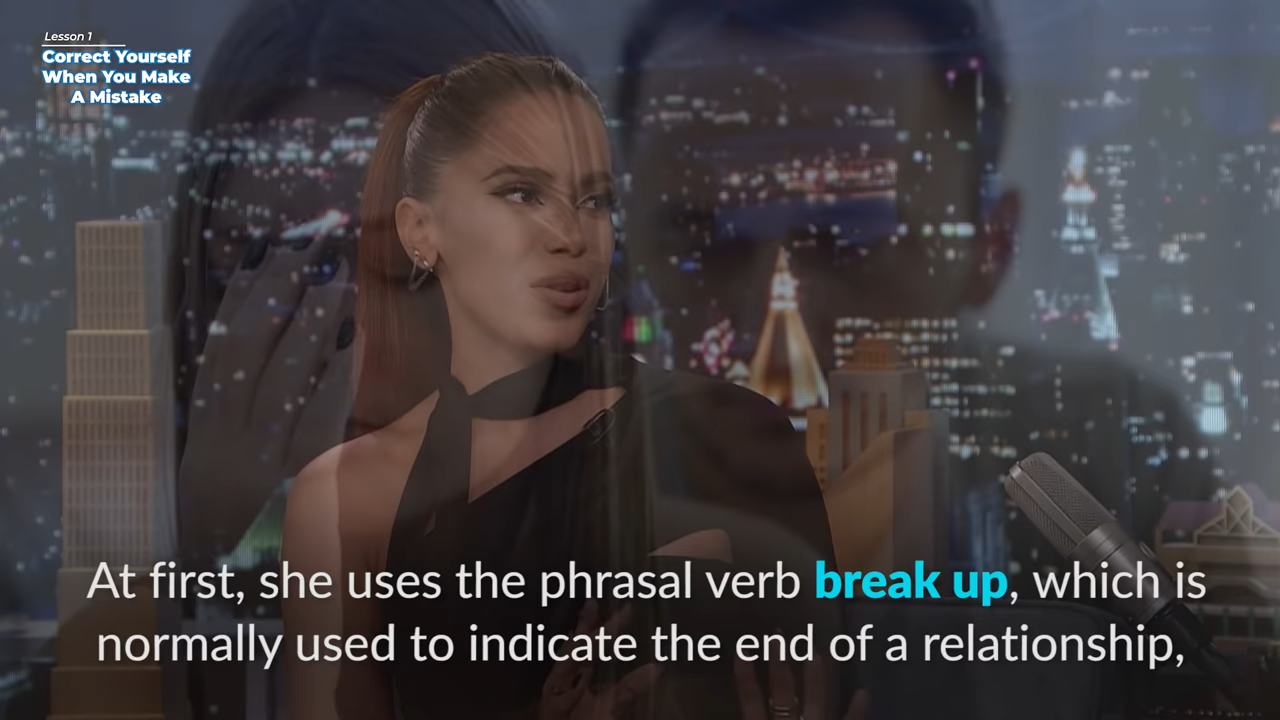 Lesson 1
Correct Yourself
When You Make
A Mistake
At first, she uses the phrasal verb break up, which is
normally used to indicate the end of a relationship,